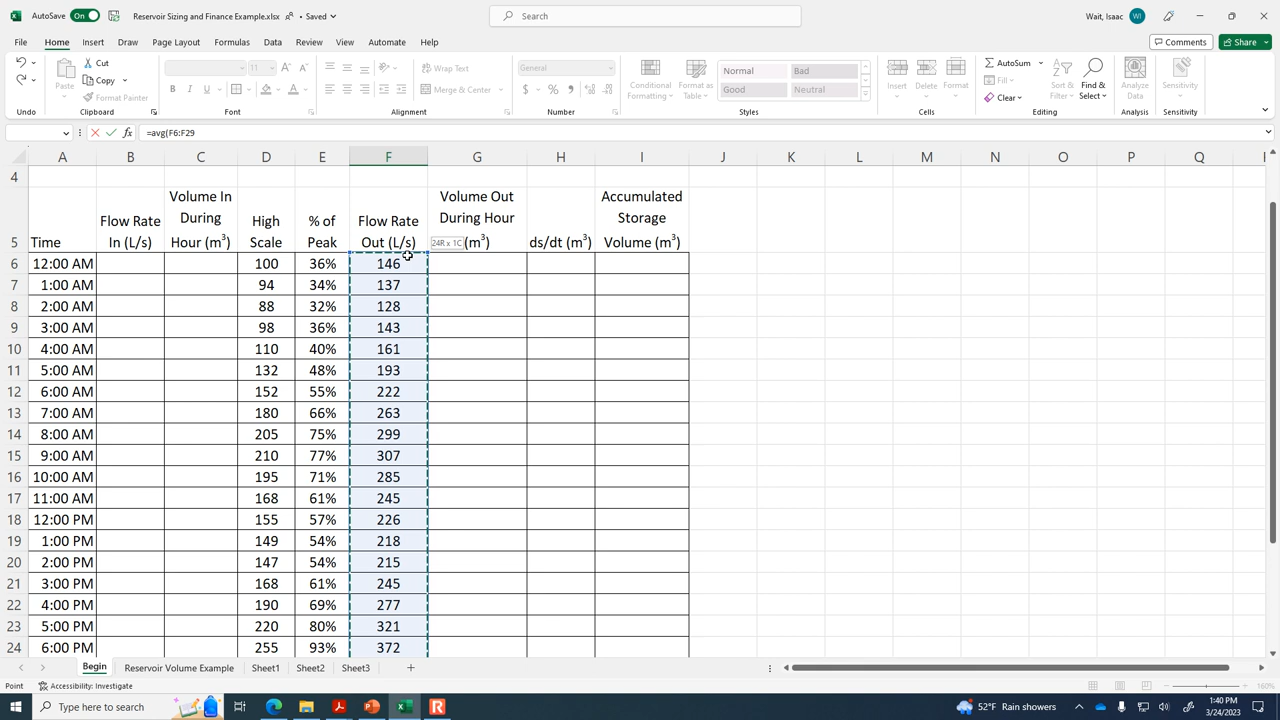 AutoSave On Reservoir Sizing and Finance Example.xlsx • Saved Search Wait, Isaac WI
File Home Insert Draw Page Layout Formulas Data Review View Automate Help Comments Share
Cut Copy Format Painter Paste
11 A A Wrap Text General
B I U A Merge & Center $ % 9
Conditional Formatting Format as Table Normal Bad Good Neutral
Insert Delete Format AutoSum Fill Clear Sort & Filter Find & Select Analyze Data Sensitivity
Undo Clipboard Font Alignment Number Styles Cells Editing Analysis Sensitivity
fx =avg(F6:F29
A B C D E F G H I J K L M N O P Q R
4
Volume In Volume Out Accumulated
Flow Rate During High % of Flow Rate During Hour Storage
5 Time In (L/s) Hour (m³) Scale Peak Out (L/s) 24R x 1C (m³) ds/dt (m³) Volume (m³)
6 12:00 AM 100 36% 146
7 1:00 AM 94 34% 137
8 2:00 AM 88 32% 128
9 3:00 AM 98 36% 143
10 4:00 AM 110 40% 161
11 5:00 AM 132 48% 193
12 6:00 AM 152 55% 222
13 7:00 AM 180 66% 263
14 8:00 AM 205 75% 299
15 9:00 AM 210 77% 307
16 10:00 AM 195 71% 285
17 11:00 AM 168 61% 245
18 12:00 PM 155 57% 226
19 1:00 PM 149 54% 218
20 2:00 PM 147 54% 215
21 3:00 PM 168 61% 245
22 4:00 PM 190 69% 277
23 5:00 PM 220 80% 321
24 6:00 PM 255 93% 372
Begin Reservoir Volume Example Sheet1 Sheet2 Sheet3
Point Accessibility: Investigate 160%
Type here to search 52°F Rain showers 1:40 PM
3/24/2023